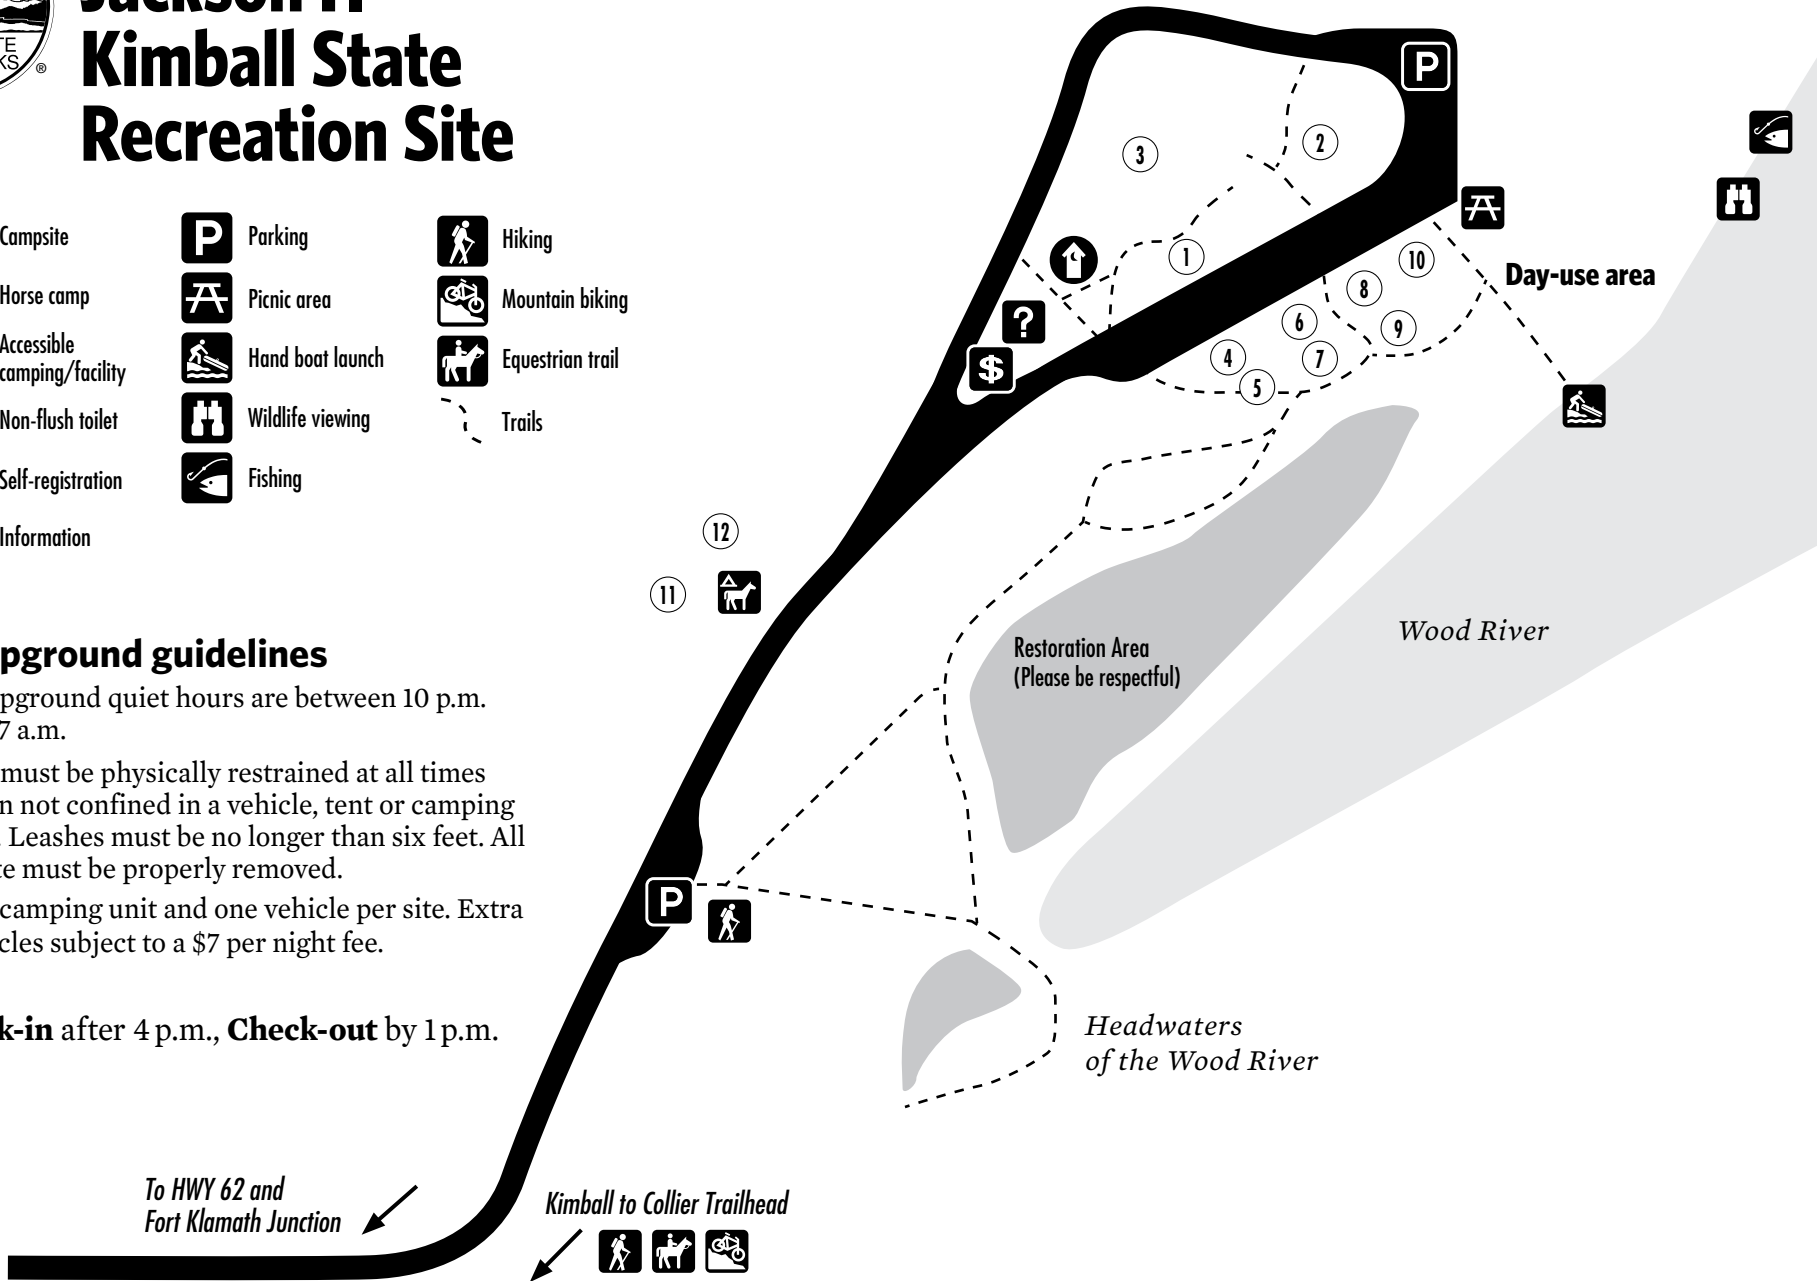 Kimball State
Recreation Site
TE
KS ®
Campsite
Horse camp
Accessible
camping/facility
Non-flush toilet
Self-registration
Information
P Parking
Picnic area
Hand boat launch
Wildlife viewing
Fishing
Hiking
Mountain biking
Equestrian trail
Trails
pground guidelines
pground quiet hours are between 10 p.m.
7 a.m.
must be physically restrained at all times
n not confined in a vehicle, tent or camping
. Leashes must be no longer than six feet. All
te must be properly removed.
camping unit and one vehicle per site. Extra
cles subject to a $7 per night fee.
k-in after 4 p.m., Check-out by 1 p.m.
To HWY 62 and
Fort Klamath Junction
Kimball to Collier Trailhead
P
3
2
1
?
$
10
8
9
6
4
7
5
Day-use area
12
11
Restoration Area
(Please be respectful)
Wood River
P
Headwaters
of the Wood River